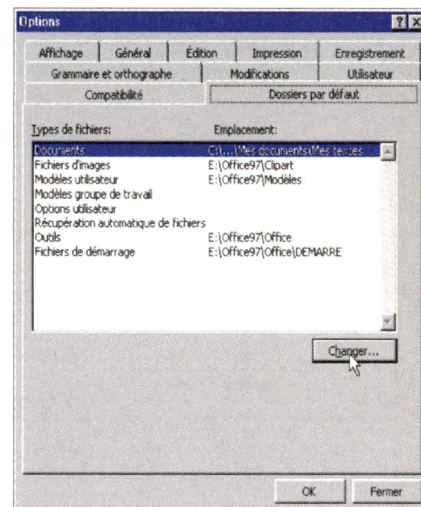 Options
Affichage Général Édition Impression Enregistrement
Grammaire et orthographe Modifications Utilisateur
Compatibilité Dossiers par défaut
Types de fichiers: Emplacement:
Documents C:\...\Mes documents\Mes textes
Fichiers d'images E:\Office97\Clipart
Modèles utilisateur E:\Office97\Modèles
Modèles groupe de travail
Options utilisateur
Récupération automatique de fichiers
Outils E:\Office97\Office
Fichiers de démarrage E:\Office97\Office\DEMARRE
Changer...
OK Fermer